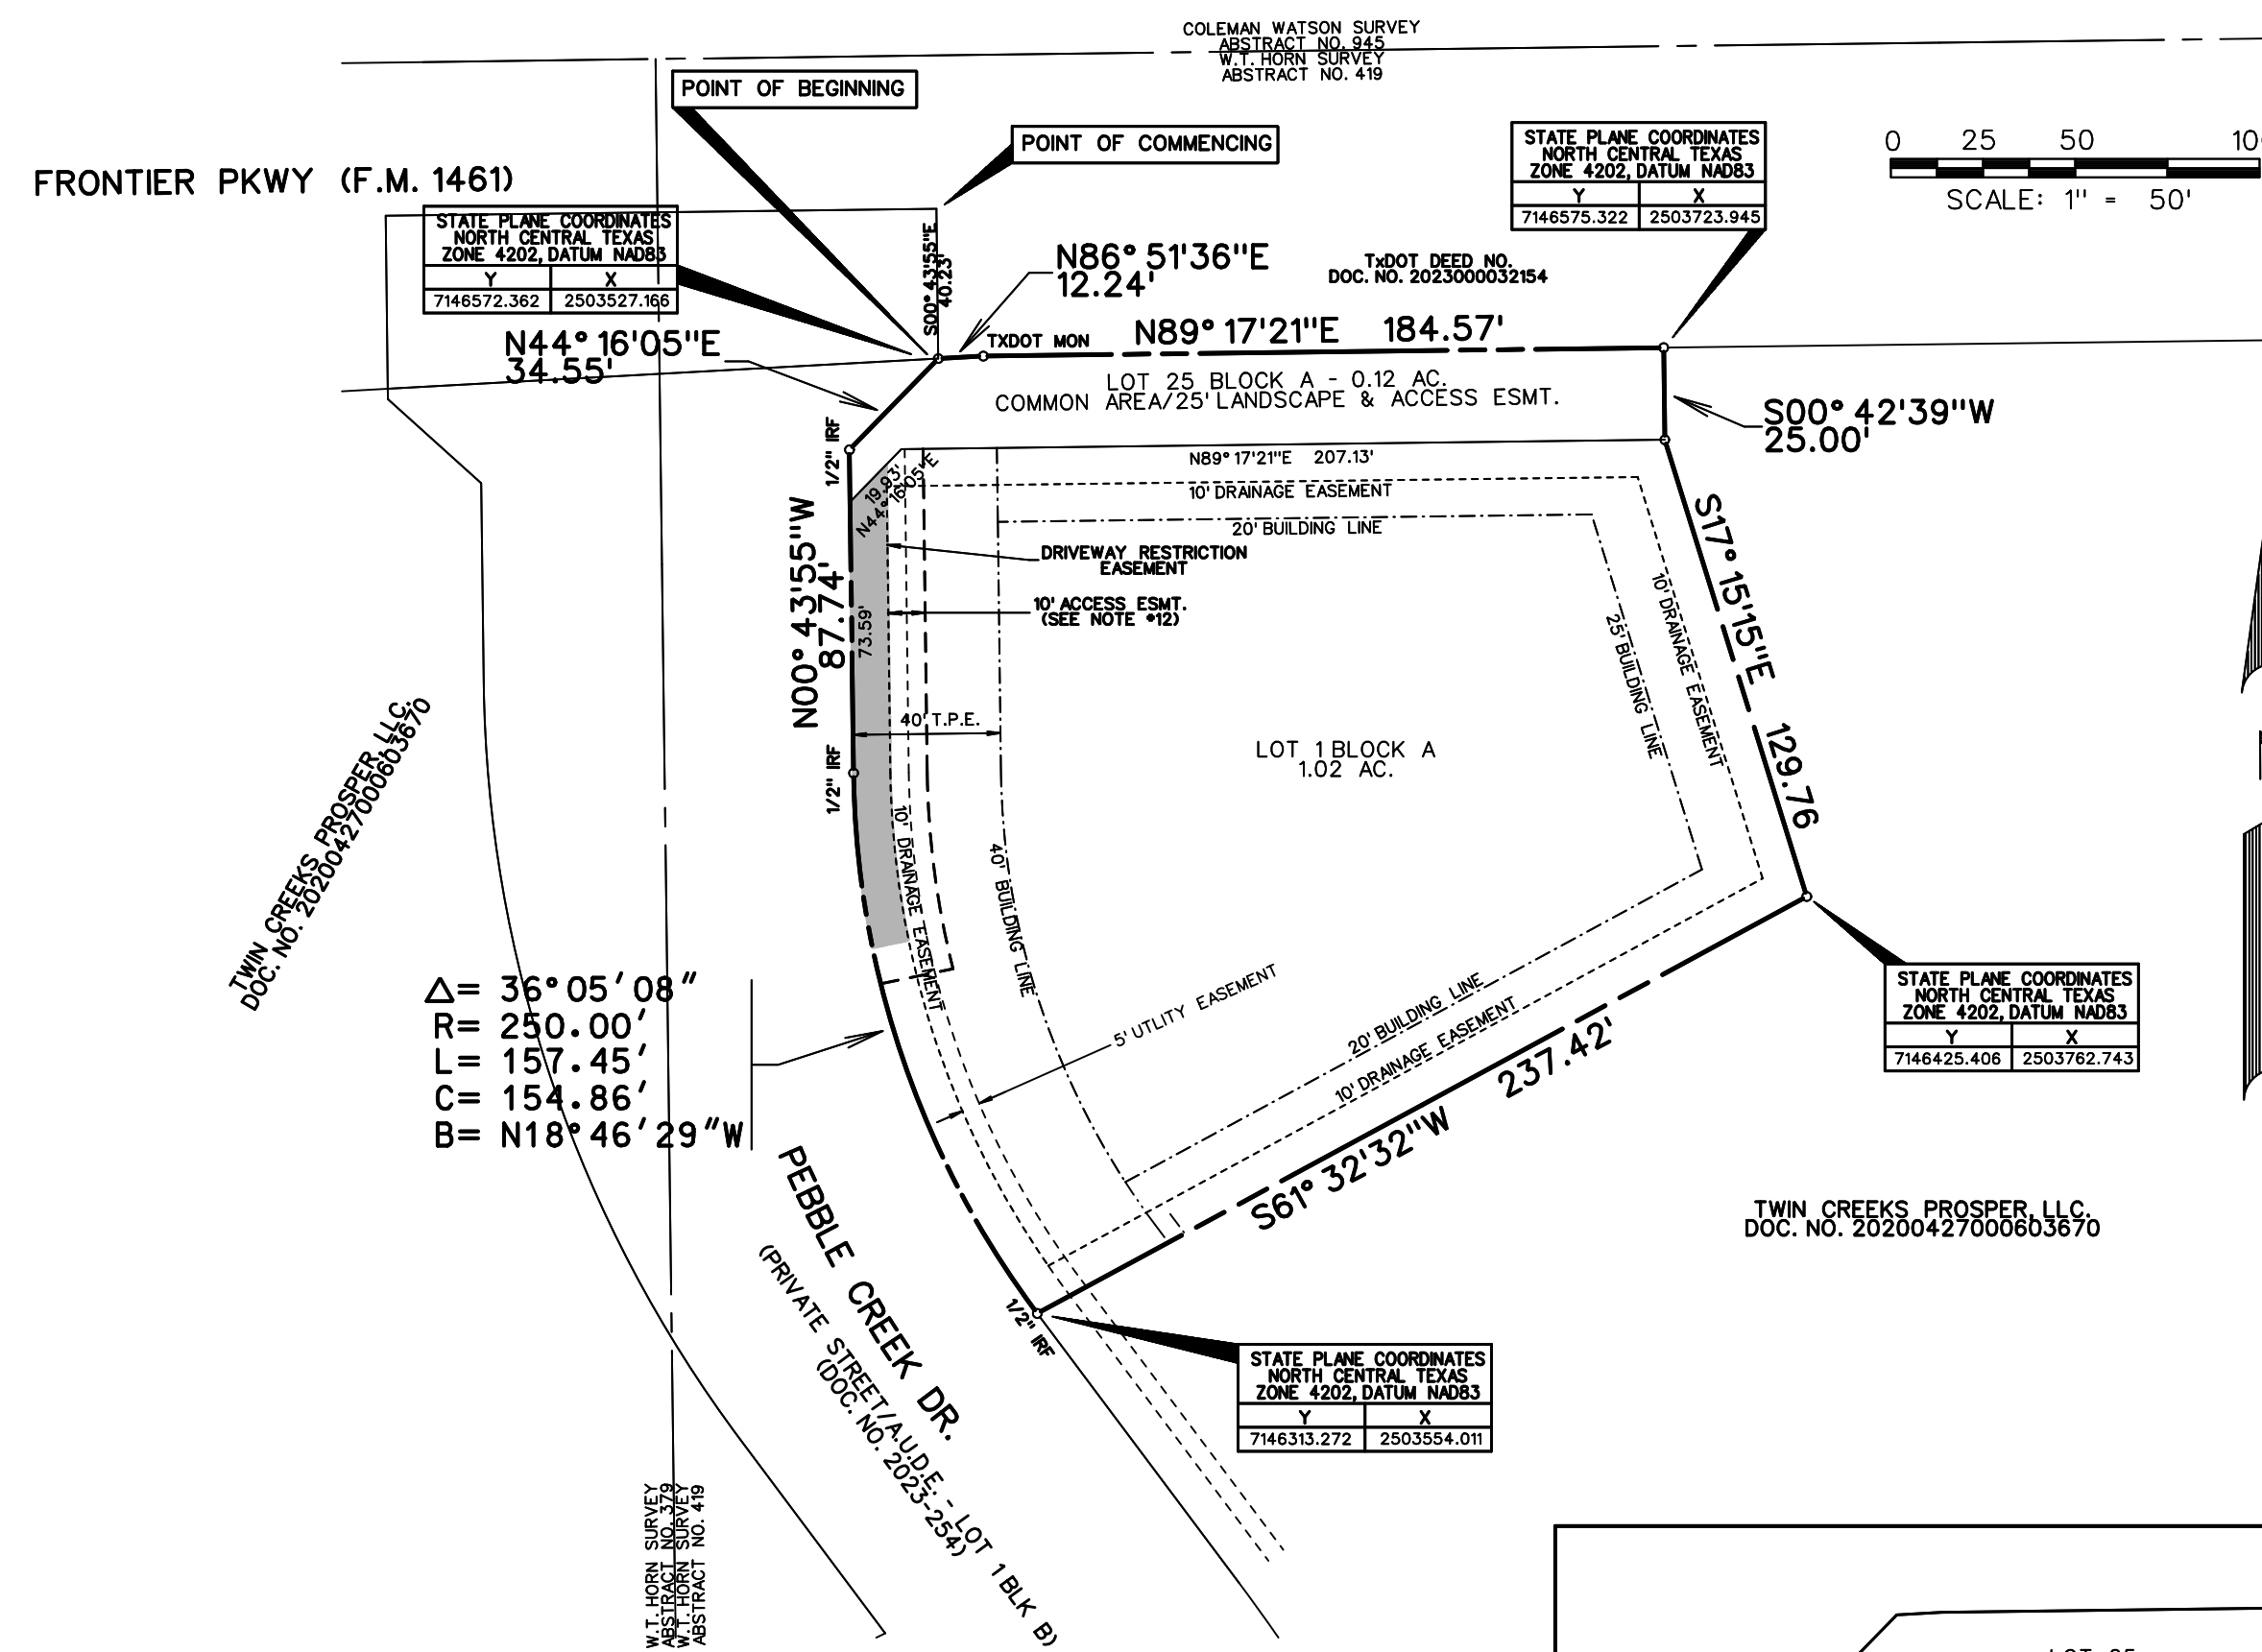 COLEMAN WATSON SURVEY
ABSTRACT NO. 945
W.T. HORN SURVEY
ABSTRACT NO. 419
POINT OF BEGINNING
POINT OF COMMENCING
FRONTIER PKWY (F.M. 1461)
STATE PLANE COORDINATES
NORTH CENTRAL TEXAS
ZONE 4202, DATUM NAD83
Y X
7146575.322 2503723.945
0 25 50
SCALE: 1" = 50'
STATE PLANE COORDINATES
NORTH CENTRAL TEXAS
ZONE 4202, DATUM NAD83
Y X
7146572.362 2503527.166
S00°43'55"E
40.23'
N86°51'36"E
12.24'
TxDOT DEED NO.
DOC. NO. 2023000032154
N44°16'05"E
34.55'
TXDOT MON
N89°17'21"E 184.57'
LOT 25 BLOCK A - 0.12 AC.
COMMON AREA/25' LANDSCAPE & ACCESS ESMT.
S00°42'39"W
25.00'
1/2" IRF
19.93'
N44°16'05"E
N89°17'21"E 207.13'
10' DRAINAGE EASEMENT
20' BUILDING LINE
DRIVEWAY RESTRICTION
EASEMENT
10' ACCESS ESMT.
(SEE NOTE *12)
N00°43'55"W
87.74'
73.59'
S17°15'15"E 129.76
10' DRAINAGE EASEMENT
25' BUILDING LINE
40' T.P.E.
LOT 1 BLOCK A
1.02 AC.
1/2" IRF
TWIN CREEKS PROSPER, LLC.
DOC. NO. 20200427000603670
10' DRAINAGE EASEMENT
40' BUILDING LINE
Δ= 36°05'08"
R= 250.00'
L= 157.45'
C= 154.86'
B= N18°46'29"W
5' UTLITY EASEMENT
20' BUILDING LINE
10' DRAINAGE EASEMENT
S61°32'32"W 237.42'
STATE PLANE COORDINATES
NORTH CENTRAL TEXAS
ZONE 4202, DATUM NAD83
Y X
7146425.406 2503762.743
TWIN CREEKS PROSPER, LLC.
DOC. NO. 20200427000603670
PEBBLE CREEK DR.
(PRIVATE STREET/A.U.D.E. - LOT 1 BLK B)
(DOC. NO. 2023-254)
1/2" IRF
STATE PLANE COORDINATES
NORTH CENTRAL TEXAS
ZONE 4202, DATUM NAD83
Y X
7146313.272 2503554.011
W.T. HORN SURVEY
ABSTRACT NO. 379
W.T. HORN SURVEY
ABSTRACT NO. 419